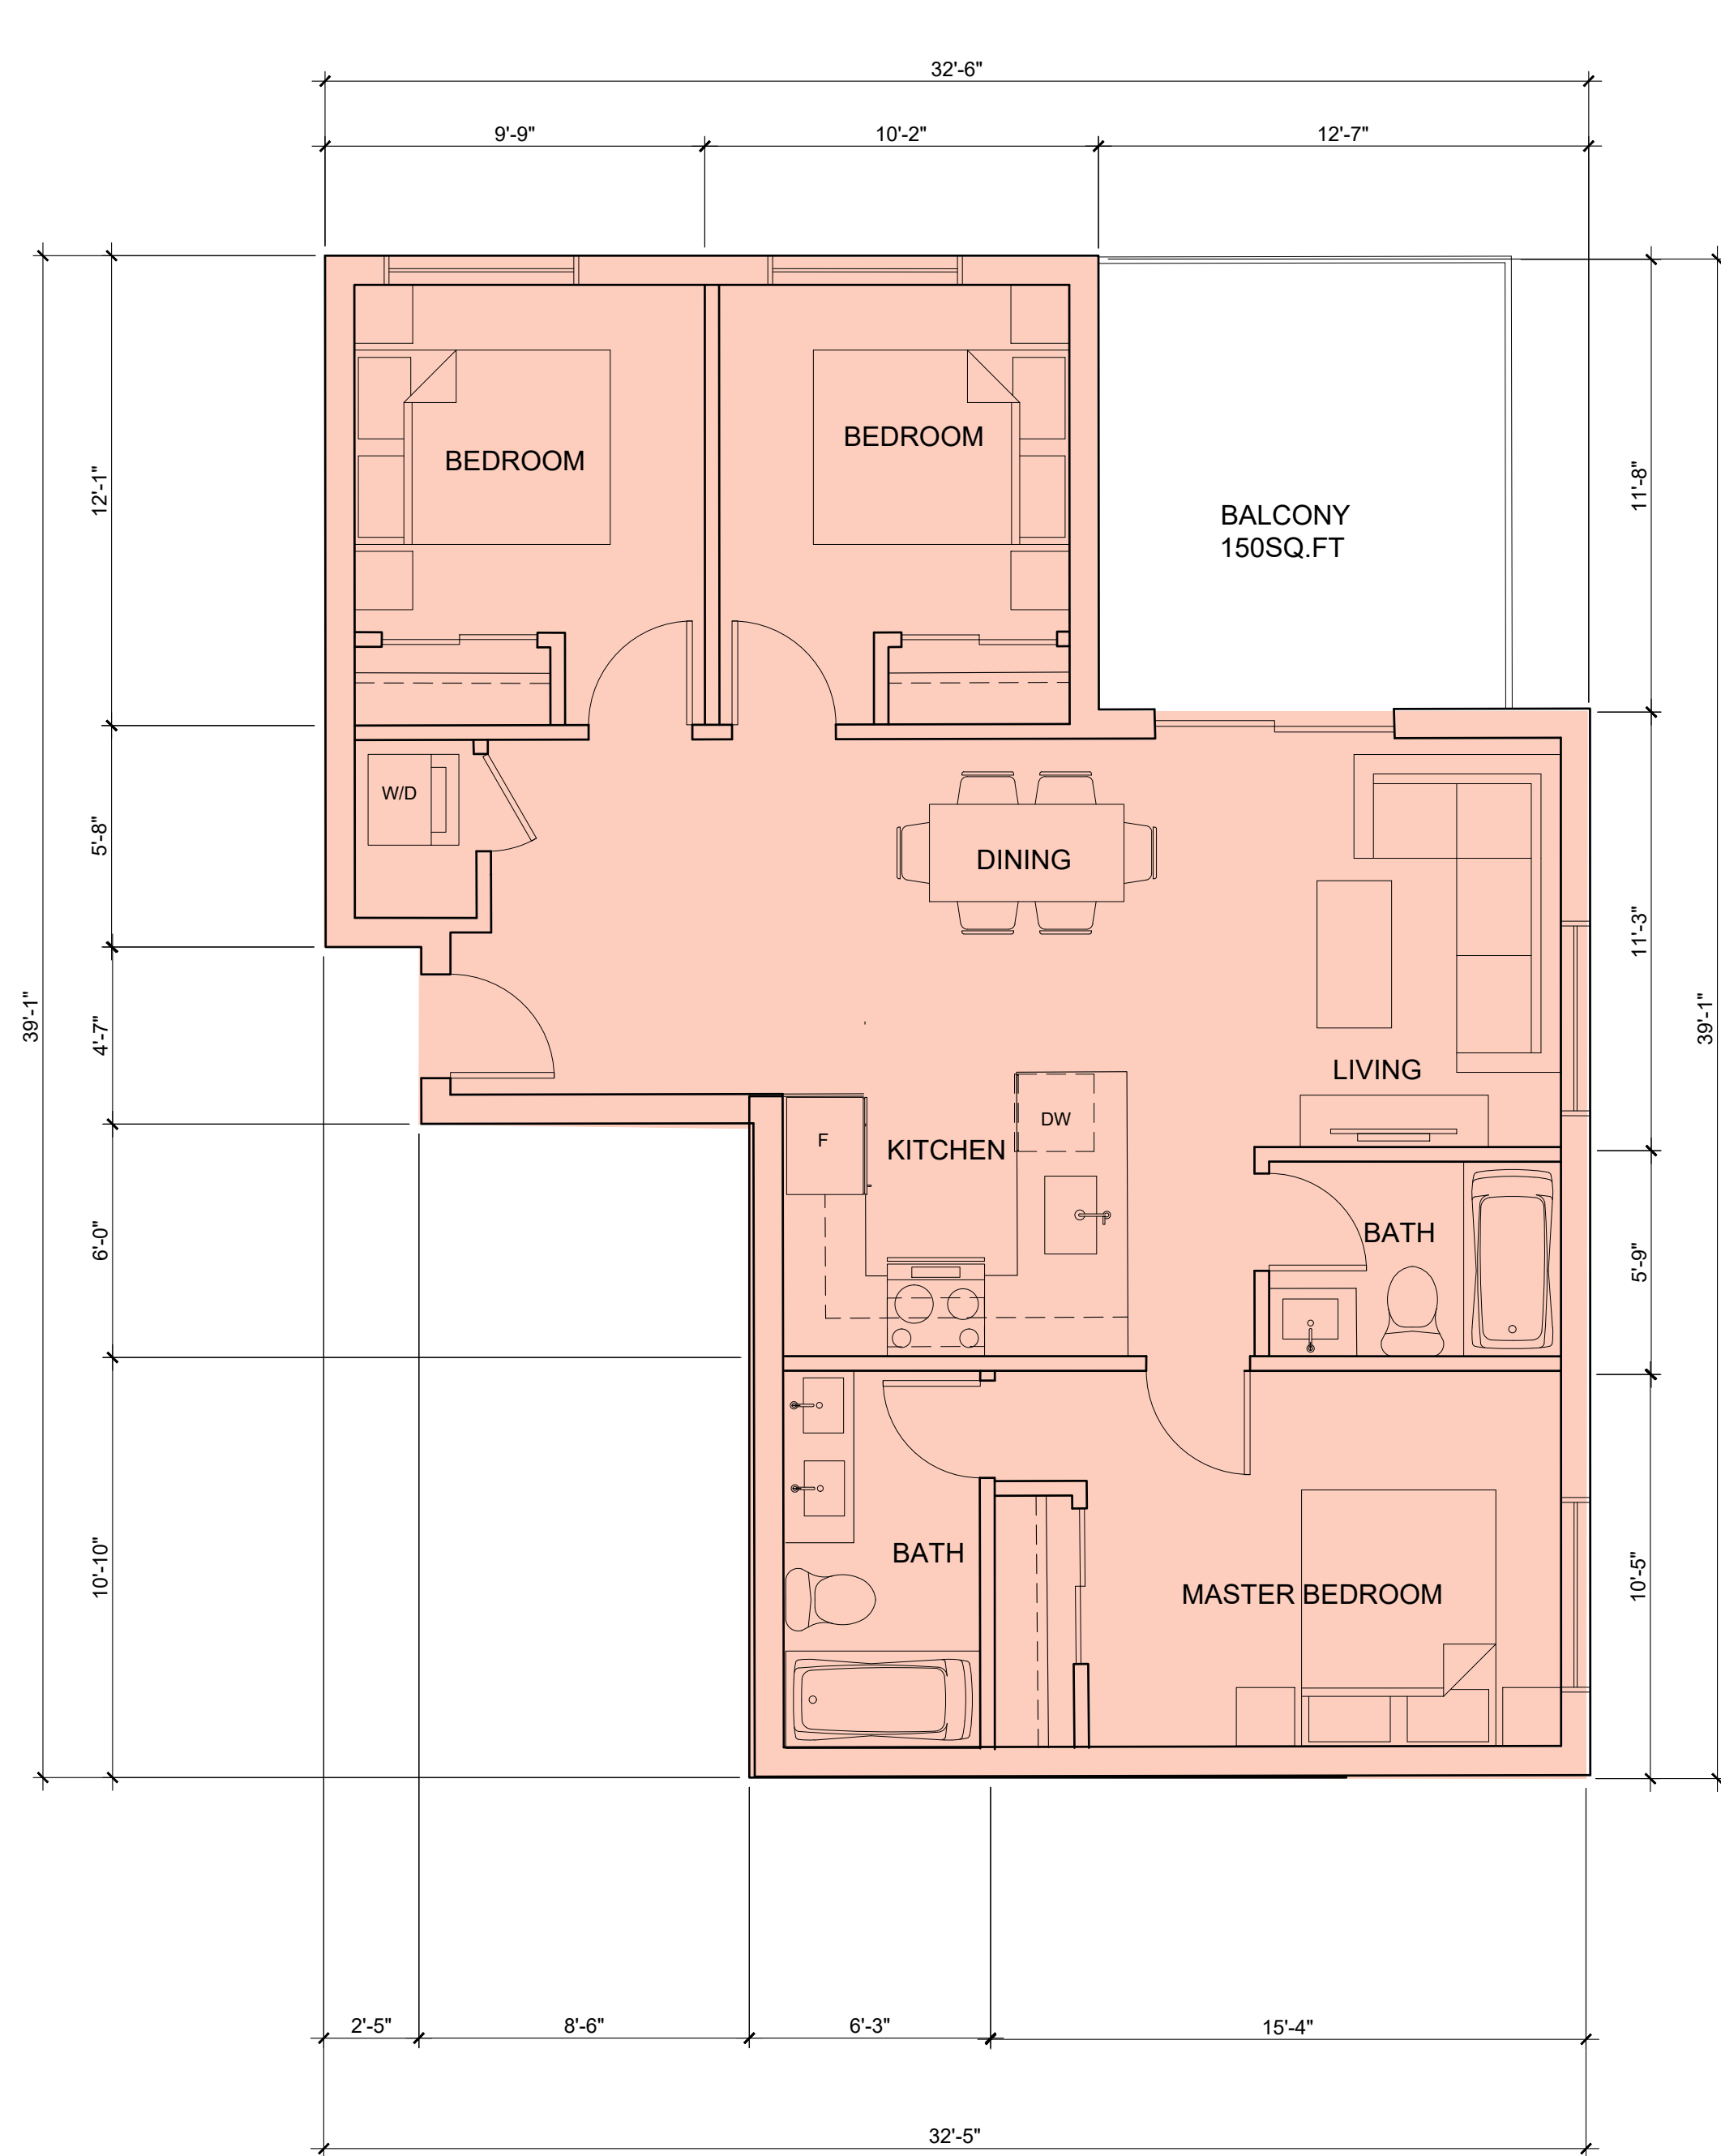 32'-6"
9'-9"
10'-2"
12'-7"
BEDROOM
BEDROOM
BALCONY
150SQ.FT
12'-1"
11'-8"
W/D
DINING
5'-8"
11'-3"
39'-1"
4'-7"
39'-1"
LIVING
F
KITCHEN
DW
BATH
6'-0"
5'-9"
BATH
MASTER BEDROOM
10'-10"
10'-5"
2'-5"
8'-6"
6'-3"
15'-4"
32'-5"